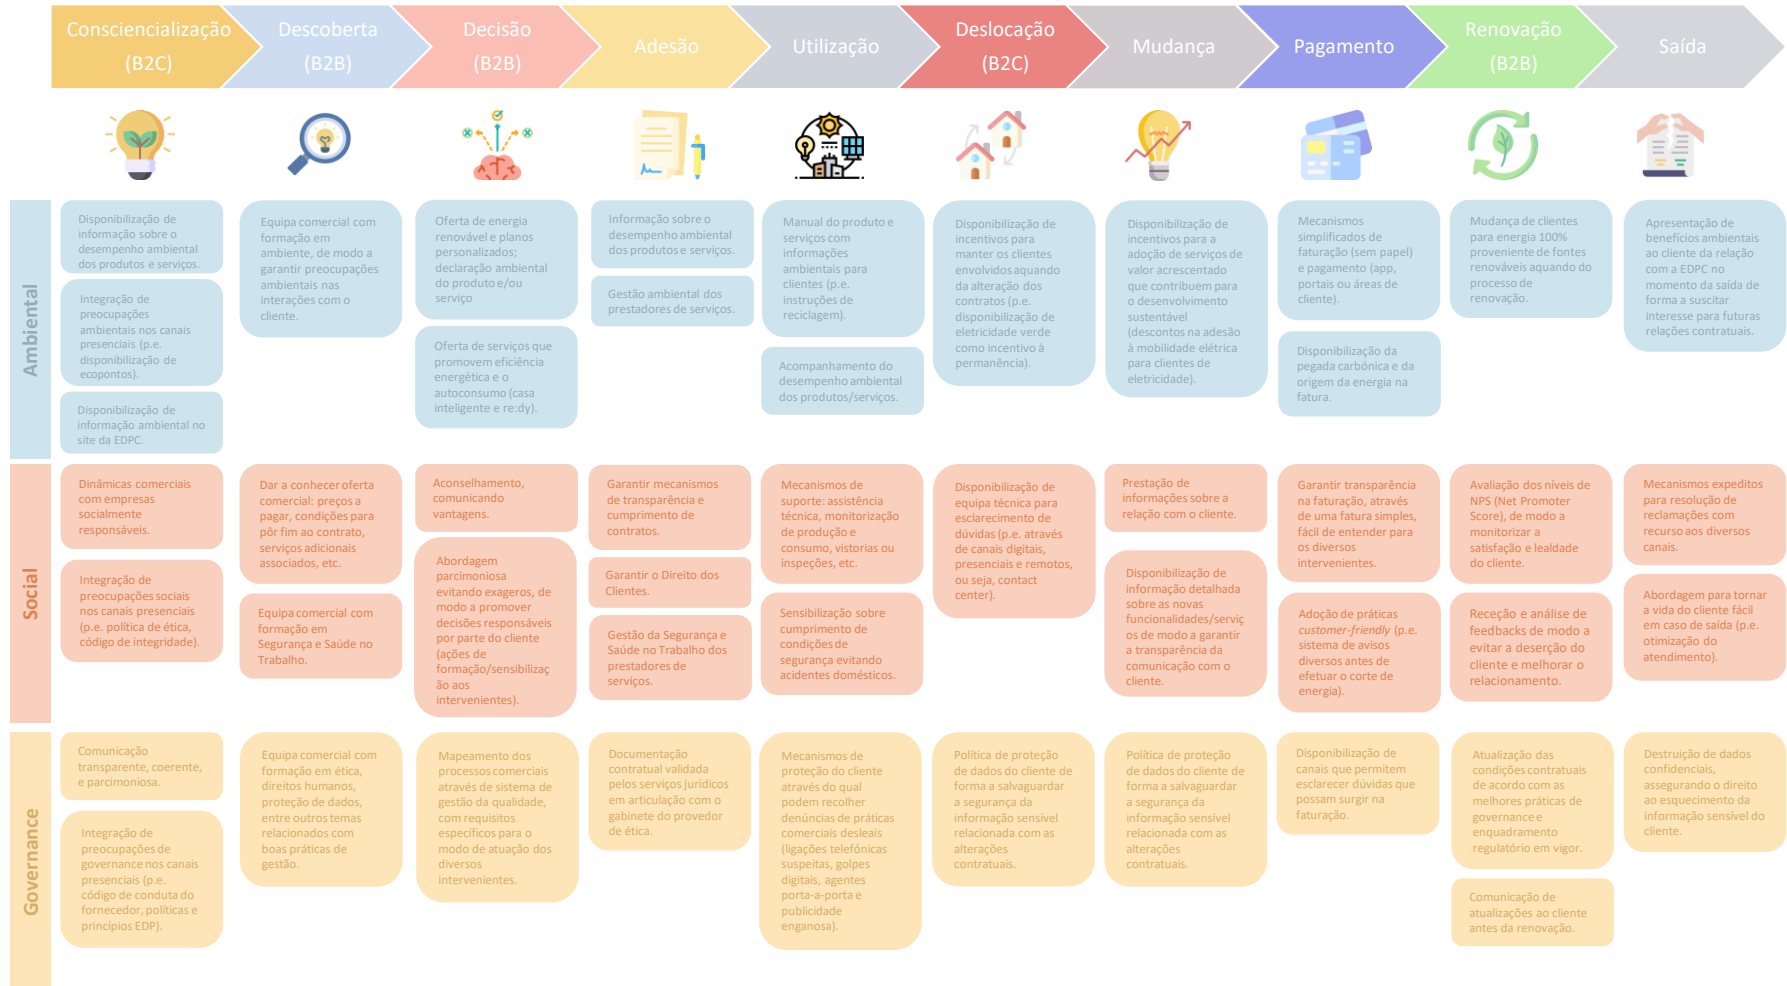 Consciencialização
(B2C)
Descoberta
(B2B)
Decisão
(B2B)
Adesão
Utilização
Deslocação
(B2C)
Mudança
Pagamento
Renovação
(B2B)
Saída
Ambiental
Disponibilização de
informação sobre o
desempenho ambiental
dos produtos e serviços.
Integração de
preocupações
ambientais nos canais
presenciais (p.e.
disponibilização de
ecopontos).
Disponibilização de
informação ambiental no
site da EDPC.
Equipa comercial com
formação em
ambiente, de modo a
garantir preocupações
ambientais nas
interações com o
cliente.
Oferta de energia
renovável e planos
personalizados;
declaração ambiental
do produto e/ou
serviço
Oferta de serviços que
promovem eficiência
energética e o
autoconsumo (casa
inteligente e re:dy).
Informação sobre o
desempenho ambiental
dos produtos e serviços.
Gestão ambiental dos
prestadores de serviços.
Manual do produto e
serviços com
informações
ambientais para
clientes (p.e.
instruções de
reciclagem).
Acompanhamento do
desempenho ambiental
dos produtos/serviços.
Disponibilização de
incentivos para
manter os clientes
envolvidos aquando
da alteração dos
contratos (p.e.
disponibilização de
eletricidade verde
como incentivo à
permanência).
Disponibilização de
incentivos para a
adoção de serviços de
valor acrescentado
que contribuem para
o desenvolvimento
sustentável
(descontos na adesão
à mobilidade elétrica
para clientes de
eletricidade).
Mecanismos
simplificados de
faturação (sem papel)
e pagamento (app,
portais ou áreas de
cliente).
Disponibilização da
pegada carbónica e da
origem da energia na
fatura.
Mudança de clientes
para energia 100%
proveniente de fontes
renováveis aquando do
processo de
renovação.
Apresentação de
benefícios ambientais
ao cliente da relação
com a EDPC no
momento da saída de
forma a suscitar
interesse para futuras
relações contratuais.
Social
Dinâmicas comerciais
com empresas
socialmente
responsáveis.
Integração de
preocupações sociais
nos canais presenciais
(p.e. política de ética,
código de integridade).
Dar a conhecer oferta
comercial: preços a
pagar, condições para
pôr fim ao contrato,
serviços adicionais
associados, etc.
Equipa comercial com
formação em
Segurança e Saúde no
Trabalho.
Aconselhamento,
comunicando
vantagens.
Abordagem
parcimoniosa
evitando exageros, de
modo a promover
decisões responsáveis
por parte do cliente
(ações de
formação/sensibilizaç
ão aos
intervenientes).
Garantir mecanismos
de transparência e
cumprimento de
contratos.
Garantir o Direito dos
Clientes.
Gestão da Segurança e
Saúde no Trabalho dos
prestadores de
serviços.
Mecanismos de
suporte: assistência
técnica, monitorização
de produção e
consumo, vistorias ou
inspeções, etc.
Sensibilização sobre
cumprimento de
condições de
segurança evitando
acidentes domésticos.
Disponibilização de
equipa técnica para
esclarecimento de
dúvidas (p.e. através
de canais digitais,
presenciais e remotos,
ou seja, contact
center).
Prestação de
informações sobre a
relação com o cliente.
Disponibilização de
informação detalhada
sobre as novas
funcionalidades/serviç
os de modo a garantir
a transparência da
comunicação com o
cliente.
Garantir transparência
na faturação, através
de uma fatura simples,
fácil de entender para
os diversos
intervenientes.
Adoção de práticas
customer-friendly (p.e.
sistema de avisos
diversos antes de
efetuar o corte de
energia).
Avaliação dos níveis de
NPS (Net Promoter
Score), de modo a
monitorizar a
satisfação e lealdade
do cliente.
Receção e análise de
feedbacks de modo a
evitar a deserção do
cliente e melhorar o
relacionamento.
Mecanismos expeditos
para resolução de
reclamações com
recurso aos diversos
canais.
Abordagem para tornar
a vida do cliente fácil
em caso de saída (p.e.
otimização do
atendimento).
Governance
Comunicação
transparente, coerente,
e parcimoniosa.
Integração de
preocupações de
governance nos canais
presenciais (p.e.
código de conduta do
fornecedor, políticas e
princípios EDP).
Equipa comercial com
formação em ética,
direitos humanos,
proteção de dados,
entre outros temas
relacionados com
boas práticas de
gestão.
Mapeamento dos
processos comerciais
através de sistema de
gestão da qualidade,
com requisitos
específicos para o
modo de atuação dos
diversos
intervenientes.
Documentação
contratual validada
pelos serviços jurídicos
em articulação com o
gabinete do provedor
de ética.
Mecanismos de
proteção do cliente
através do qual
podem recolher
denúncias de práticas
comerciais desleais
(ligações telefónicas
suspeitas, golpes
digitais, agentes
porta-a-porta e
publicidade
enganosa).
Política de proteção
de dados do cliente de
forma a salvaguardar
a segurança da
informação sensível
relacionada com as
alterações
contratuais.
Política de proteção
de dados do cliente de
forma a salvaguardar
a segurança da
informação sensível
relacionada com as
alterações
contratuais.
Disponibilização de
canais que permitem
esclarecer dúvidas que
possam surgir na
faturação.
Atualização das
condições contratuais
de acordo com as
melhores práticas de
governance e
enquadramento
regulatório em vigor.
Comunicação de
atualizações ao cliente
antes da renovação.
Destruição de dados
confidenciais,
assegurando o direito
ao esquecimento da
informação sensível do
cliente.